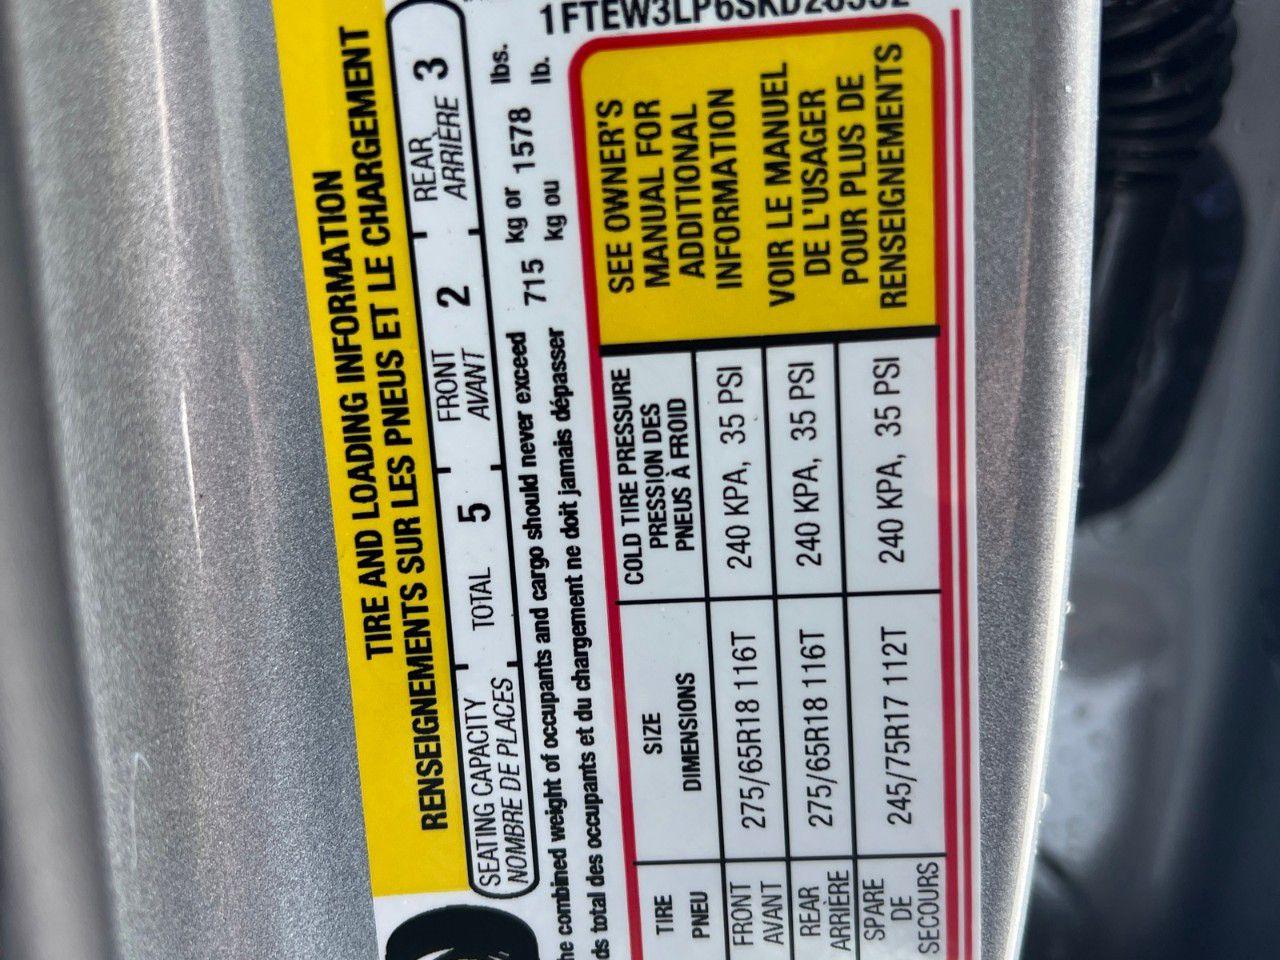 1FTEW3LP6SKD
TIRE AND LOADING INFORMATION
RENSEIGNEMENTS SUR LES PNEUS ET LE CHARGEMENT
SEATING CAPACITY
NOMBRE DE PLACES
TOTAL 5
FRONT
AVANT
2
REAR
ARRIÈRE
3
he combined weight of occupants and cargo should never exceed 715 kg or 1578 lbs.
ds total des occupants et du chargement ne doit jamais dépasser kg ou lb.
TIRE
PNEU
SIZE
DIMENSIONS
COLD TIRE PRESSURE
PRESSION DES
PNEUS À FROID
FRONT
AVANT
275/65R18 116T
240 KPA, 35 PSI
REAR
ARRIÈRE
275/65R18 116T
240 KPA, 35 PSI
SPARE
DE
SECOURS
245/75R17 112T
240 KPA, 35 PSI
SEE OWNER'S
MANUAL FOR
ADDITIONAL
INFORMATION
VOIR LE MANUEL
DE L'USAGER
POUR PLUS DE
RENSEIGNEMENTS